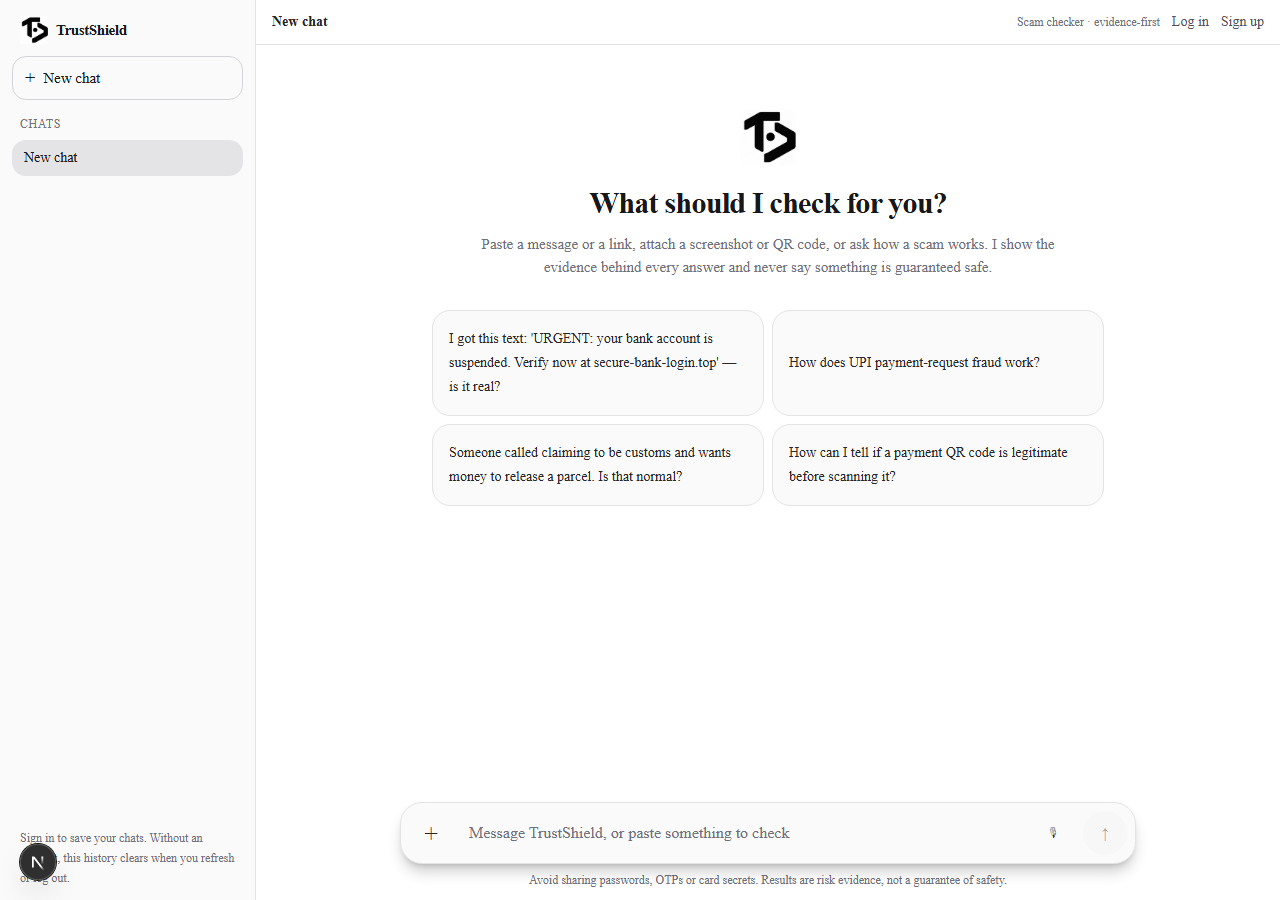 TrustShield
+ New chat
CHATS
New chat
Sign in to save your chats. Without an
, this history clears when you refresh
out.
N
New chat
Scam checker · evidence-first Log in Sign up
What should I check for you?
Paste a message or a link, attach a screenshot or QR code, or ask how a scam works. I show the
evidence behind every answer and never say something is guaranteed safe.
I got this text: 'URGENT: your bank account is
suspended. Verify now at secure-bank-login.top' —
is it real?
How does UPI payment-request fraud work?
Someone called claiming to be customs and wants
money to release a parcel. Is that normal?
How can I tell if a payment QR code is legitimate
before scanning it?
+ Message TrustShield, or paste something to check ↑
Avoid sharing passwords, OTPs or card secrets. Results are risk evidence, not a guarantee of safety.